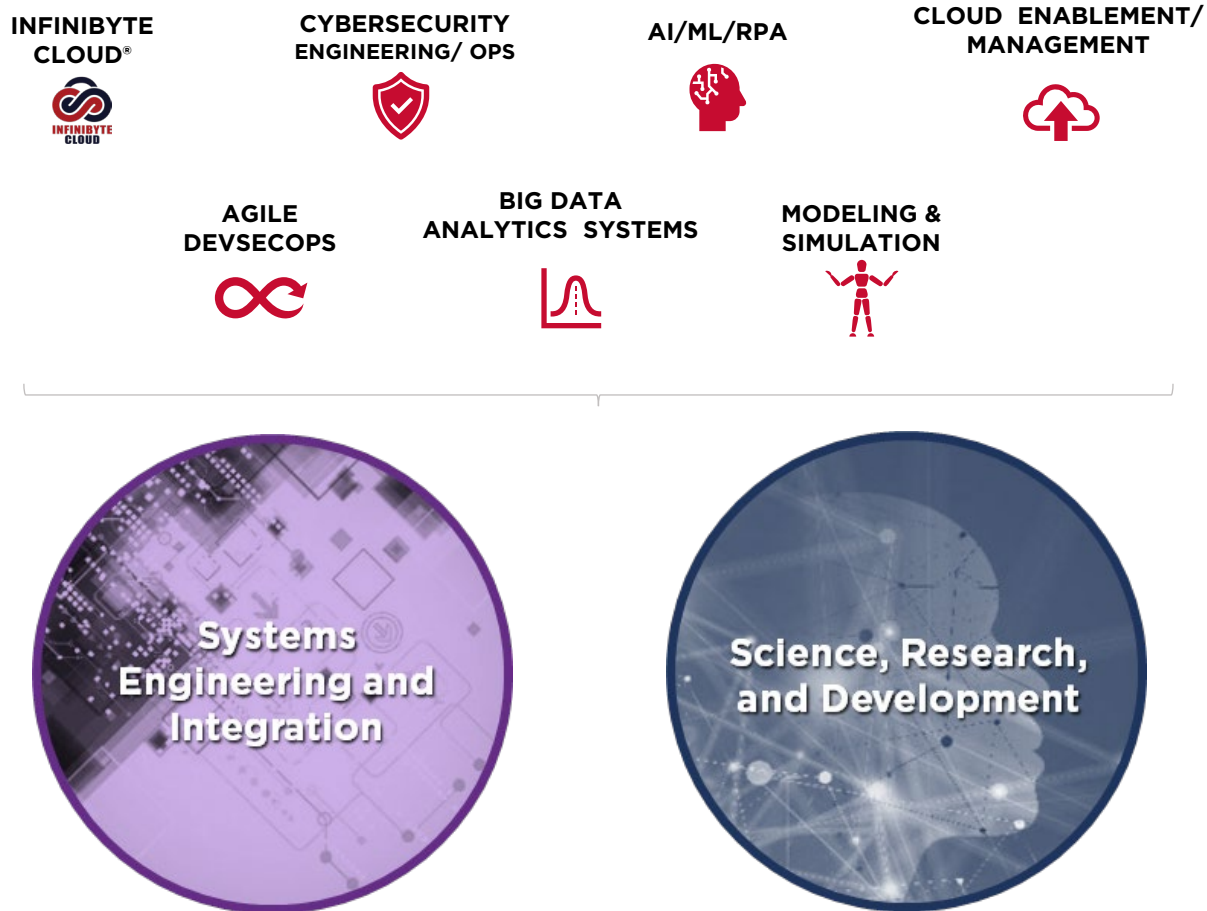 INFINIBYTE
CLOUD®
INFINIBYTE
CLOUD
CYBERSECURITY
ENGINEERING/ OPS
AI/ML/RPA
CLOUD ENABLEMENT/
MANAGEMENT
AGILE
DEVSECOPS
BIG DATA
ANALYTICS SYSTEMS
MODELING &
SIMULATION
Systems
Engineering and
Integration
Science, Research,
and Development